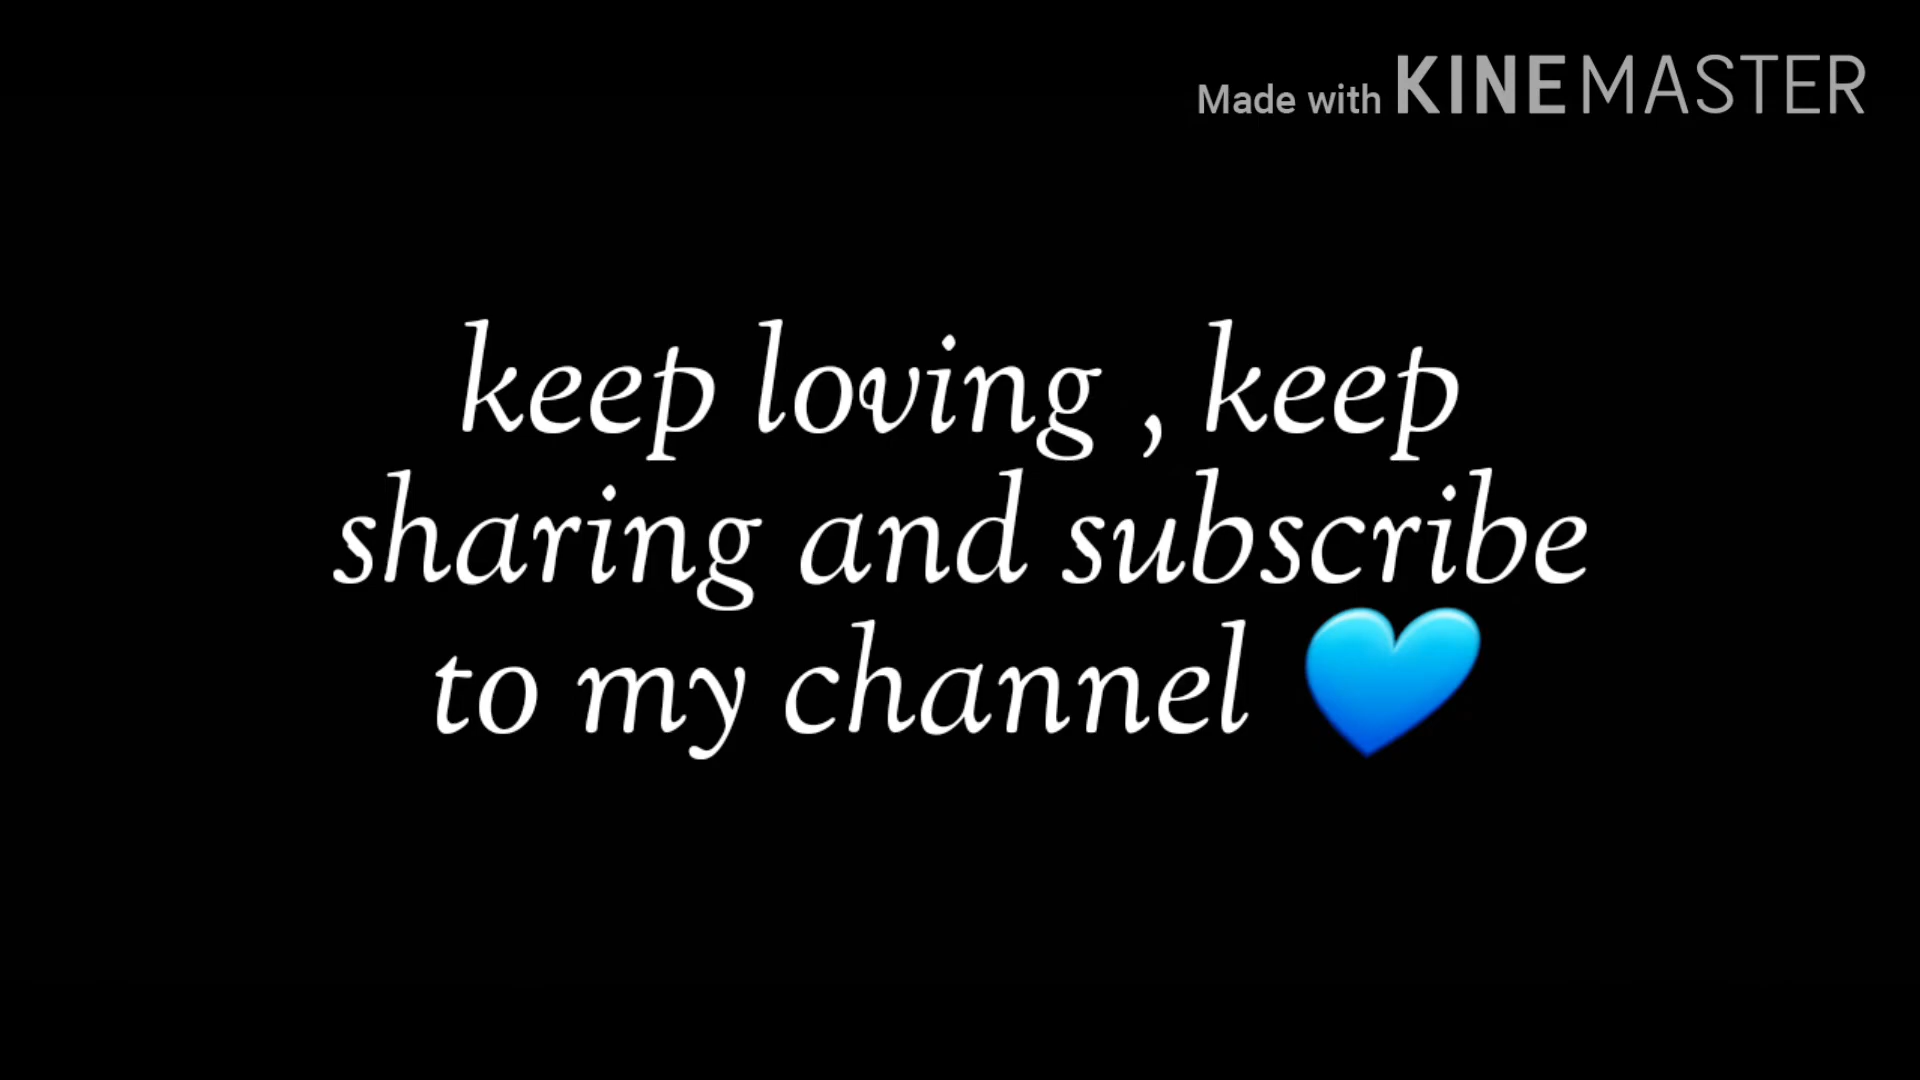 Made with KINEMASTER
keep loving , keep
sharing and subscribe
to my channel 💙